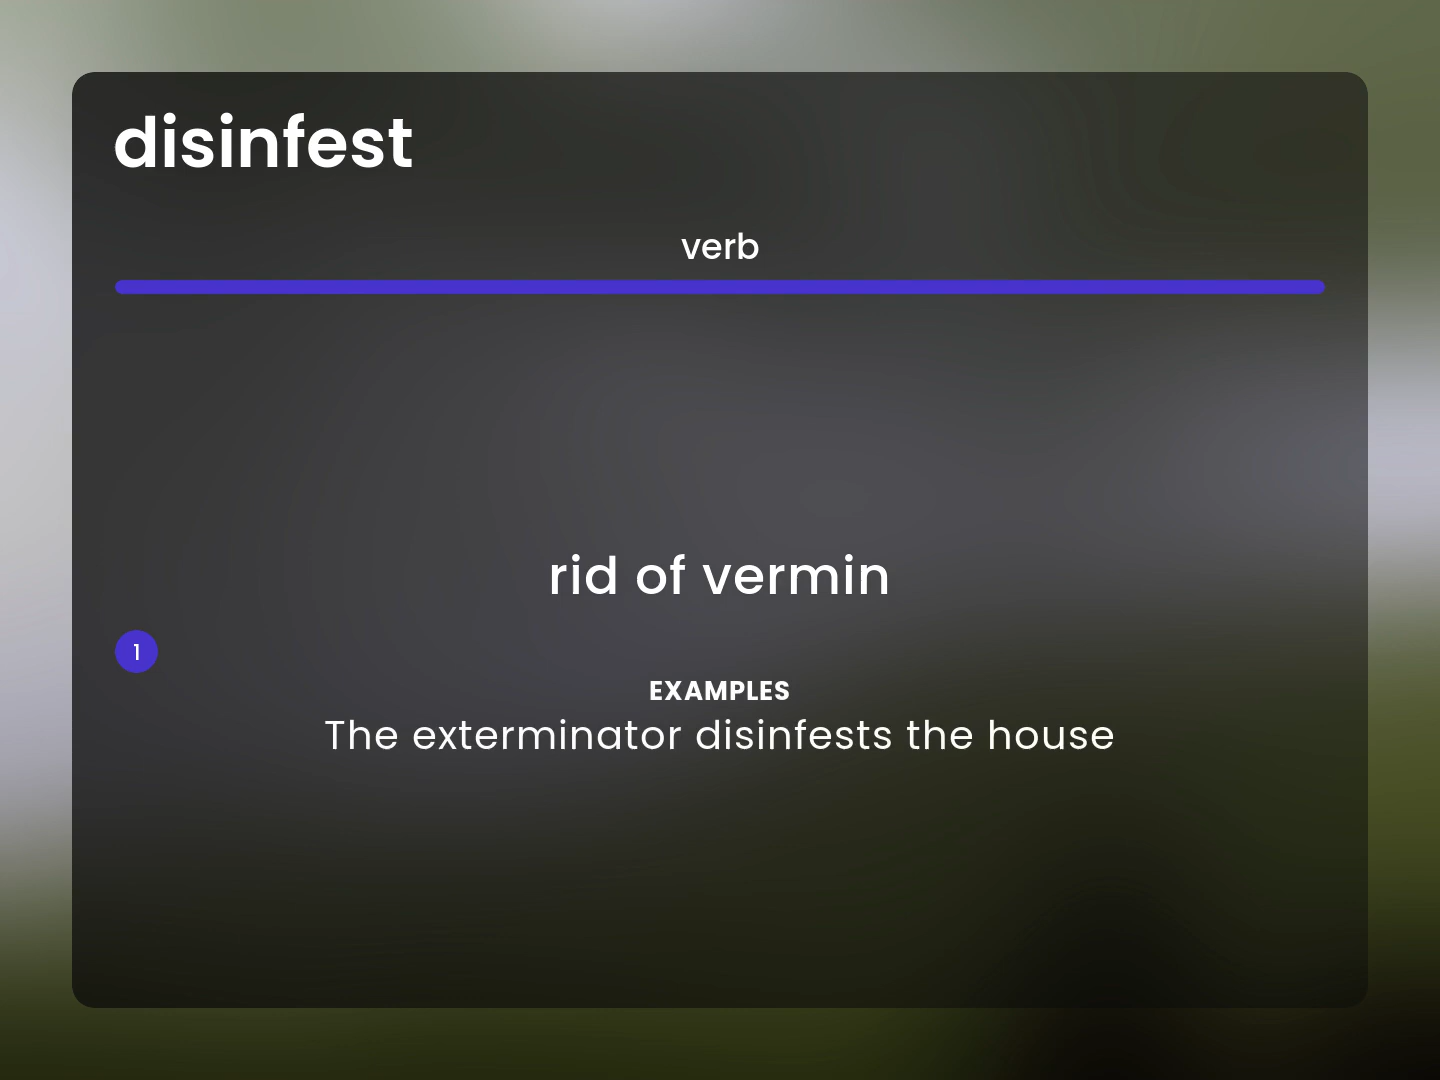 disinfest
verb
rid of vermin
1
EXAMPLES
The exterminator disinfests the house